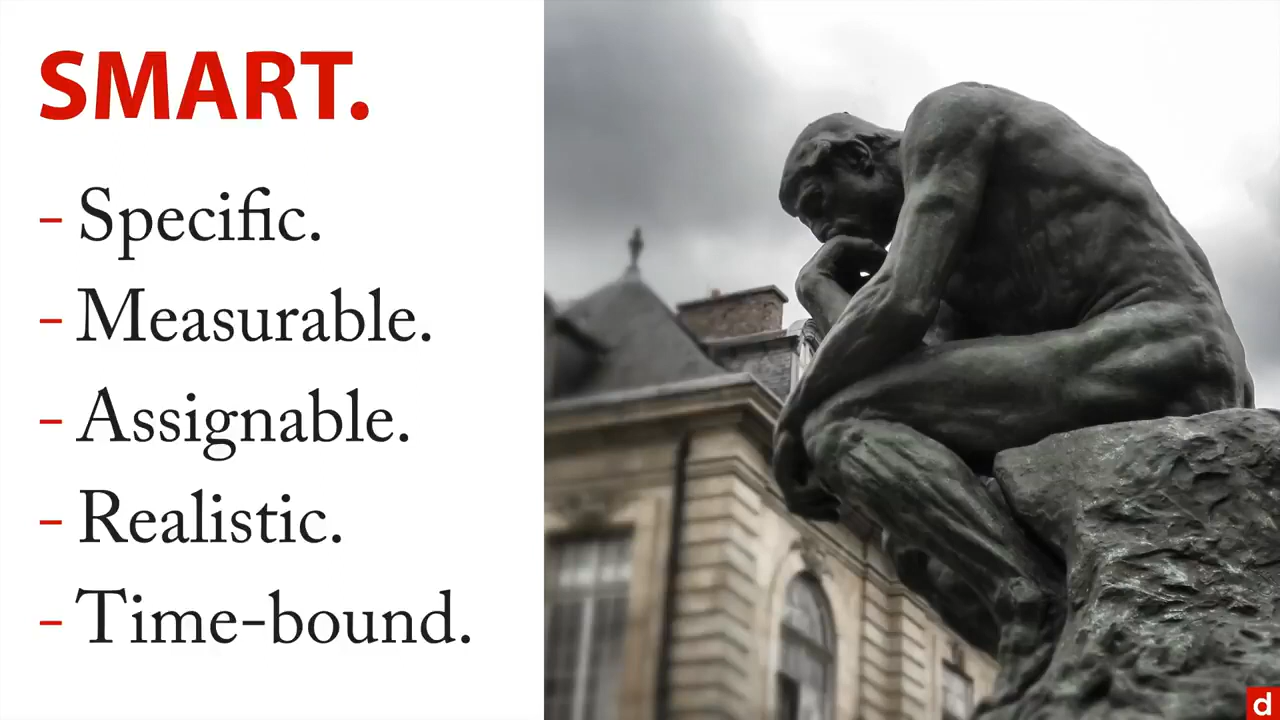 SMART.
- Specific.
- Measurable.
- Assignable.
- Realistic.
- Time-bound.
d